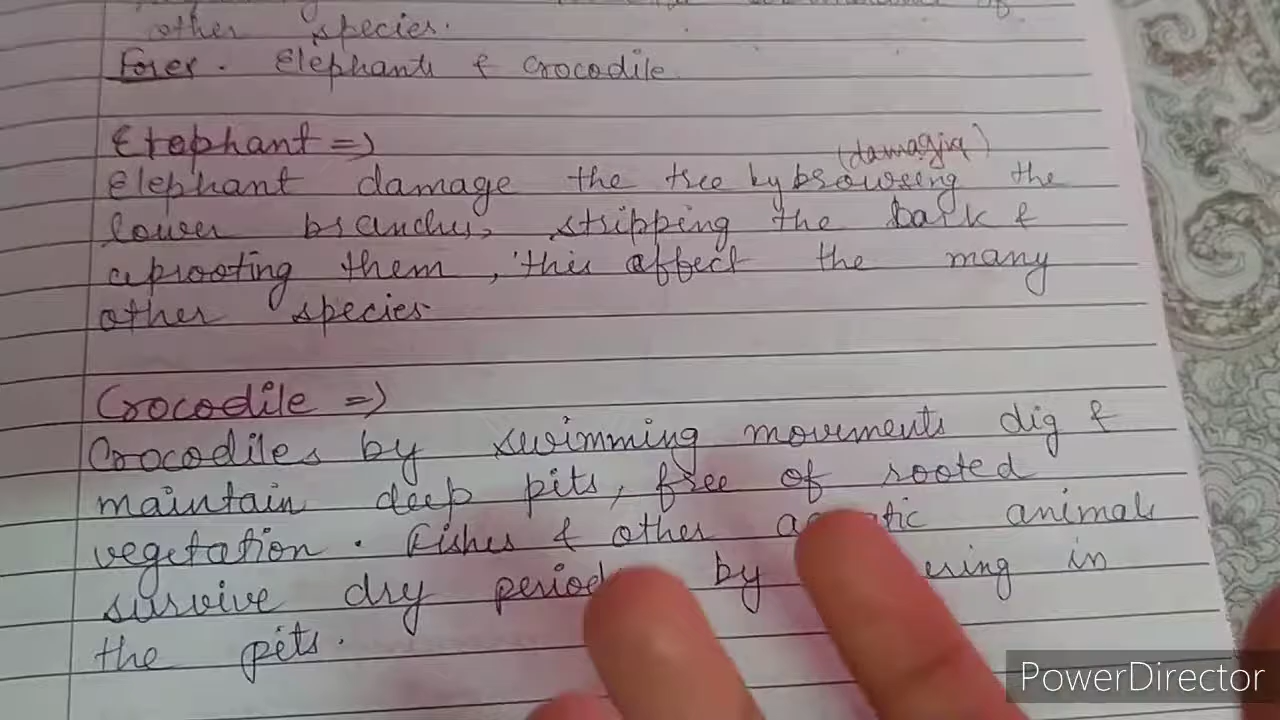 other species.
Forex. Elephants & Crocodile.
Elephant =>
(damaging)
Elephant damage the tree by browseng the
lower branches, stripping the bark &
uprooting them, this affect the many
other species.
Crocodile =>
Crocodiles by swimming movements dig &
maintain deep pits, free of rooted
vegetation. Fishes & other animals
survive dry period by in
the pits.
PowerDirector